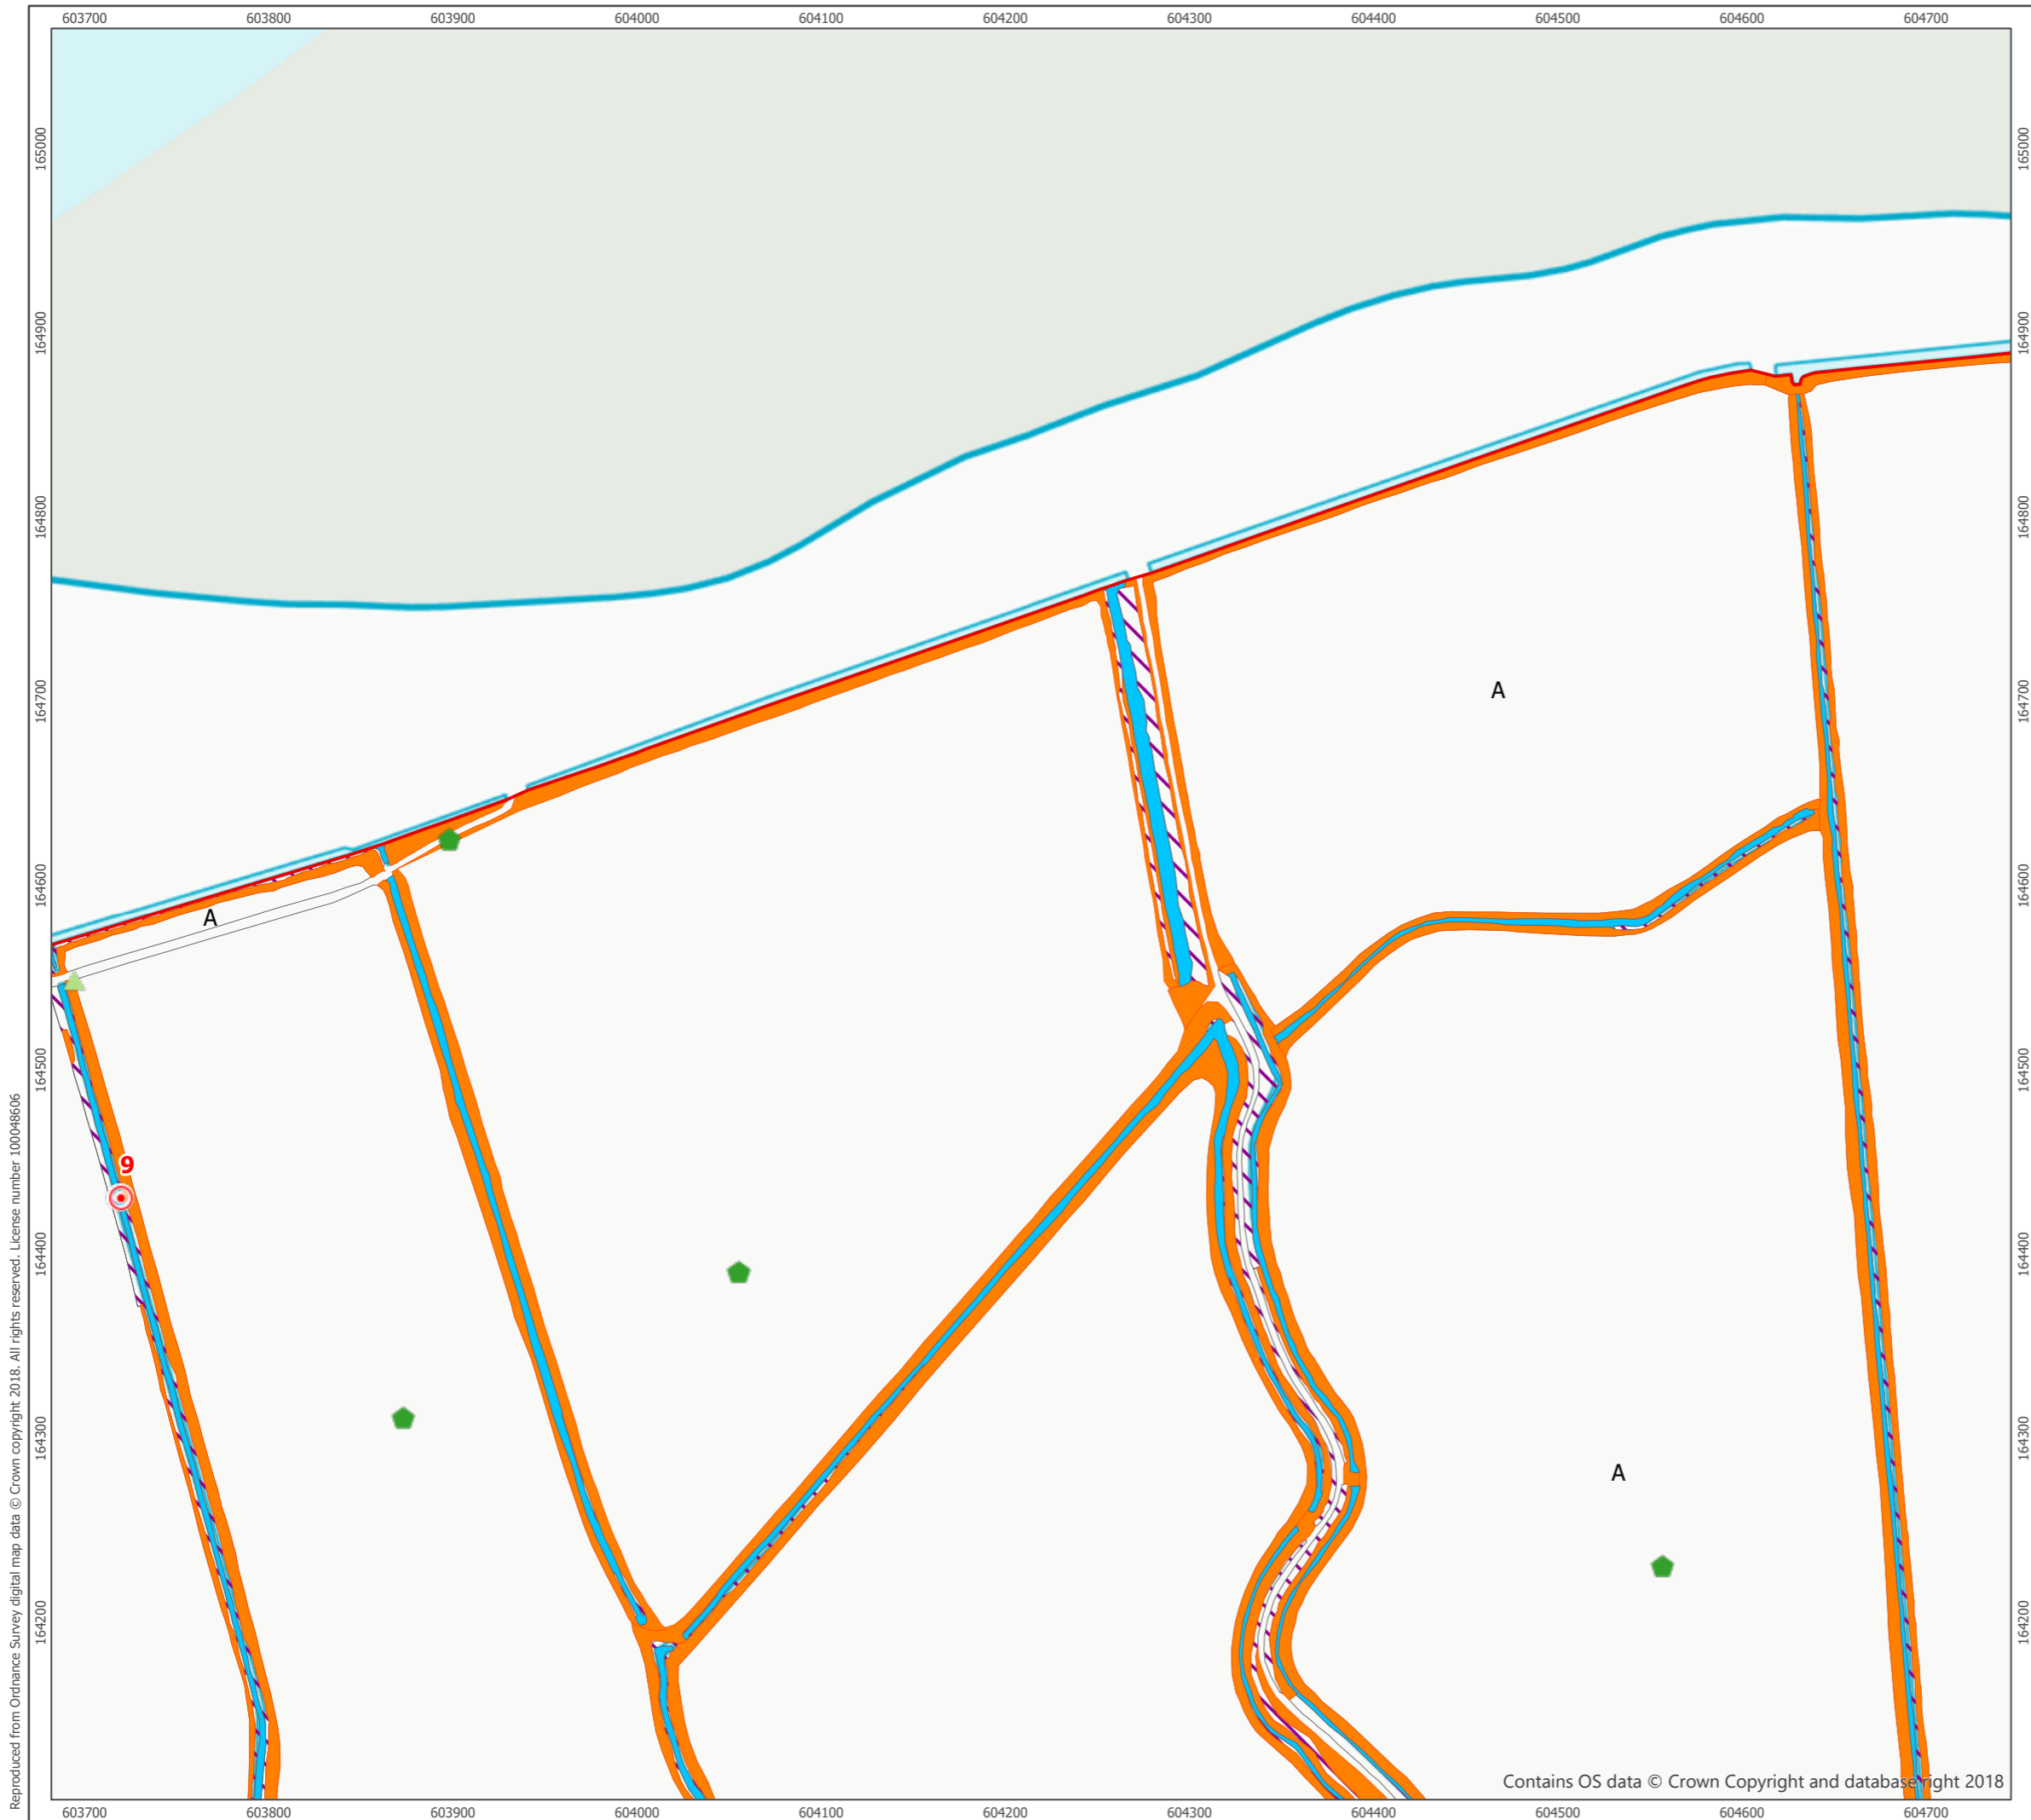 603700 603800 603900 604000 604100 604200 604300 604400 604500 604600 604700
165000 165000
164900 164900
164800 164800
A
164700 164700
A
164600 164600
164500 164500
9
164400 164400
A
164300 164300
164200 164200
Reproduced from Ordnance Survey digital map data © Crown copyright 2018. All rights reserved. License number 100048606
Contains OS data © Crown Copyright and database right 2018
603700 603800 603900 604000 604100 604200 604300 604400 604500 604600 604700